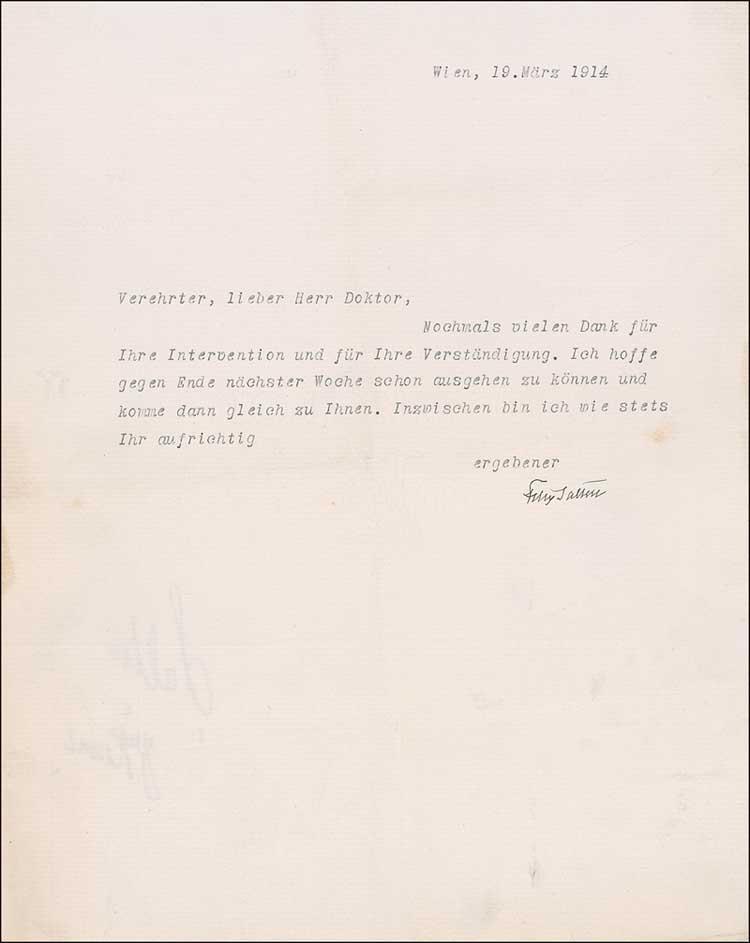 Wien, 19.März 1914
Verehrter, lieber Herr Doktor,
Nochmals vielen Dank für
Ihre Intervention und für Ihre Verständigung. Ich hoffe
gegen Ende nächster Woche schon ausgehen zu können und
komme dann gleich zu Ihnen. Inzwischen bin ich wie stets
Ihr aufrichtig
ergebener
Felix Salten